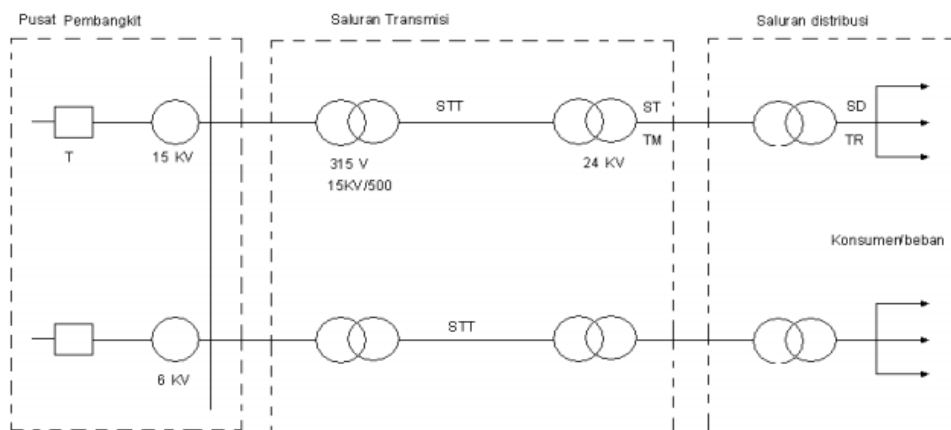 Pusat Pembangkit
Saluran Transmisi
Saluran distribusi
STT
ST
SD
T
15 KV
315 V
24 KV
TM
TR
15KV/500
Konsumen/beban
STT
6 KV